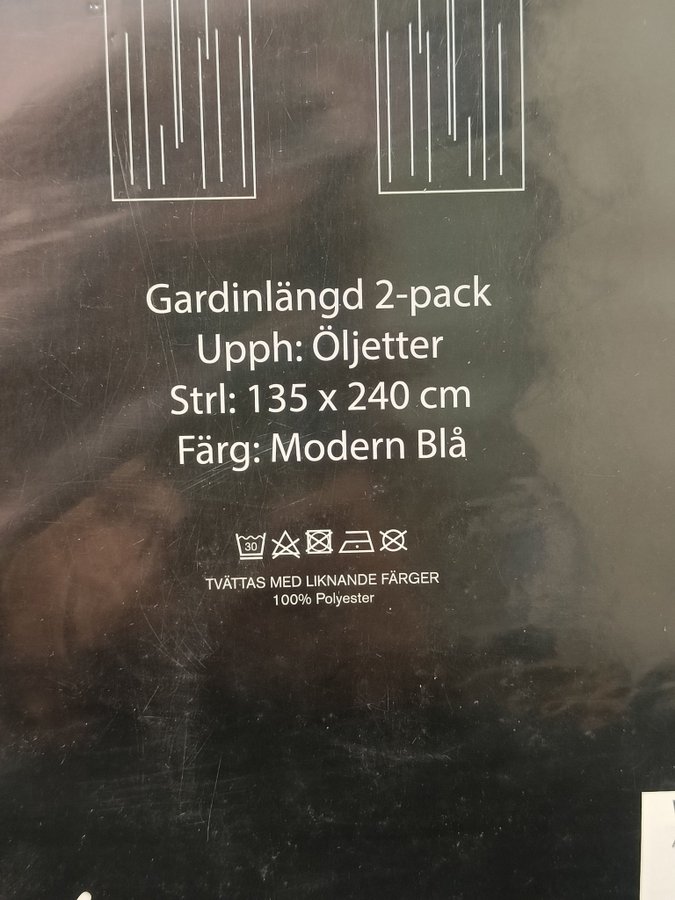 Gardinlängd 2-pack
Upph: Öljetter
Strl: 135 x 240 cm
Färg: Modern Blå
30
TVÄTTAS MED LIKNANDE FÄRGER
100% Polyester